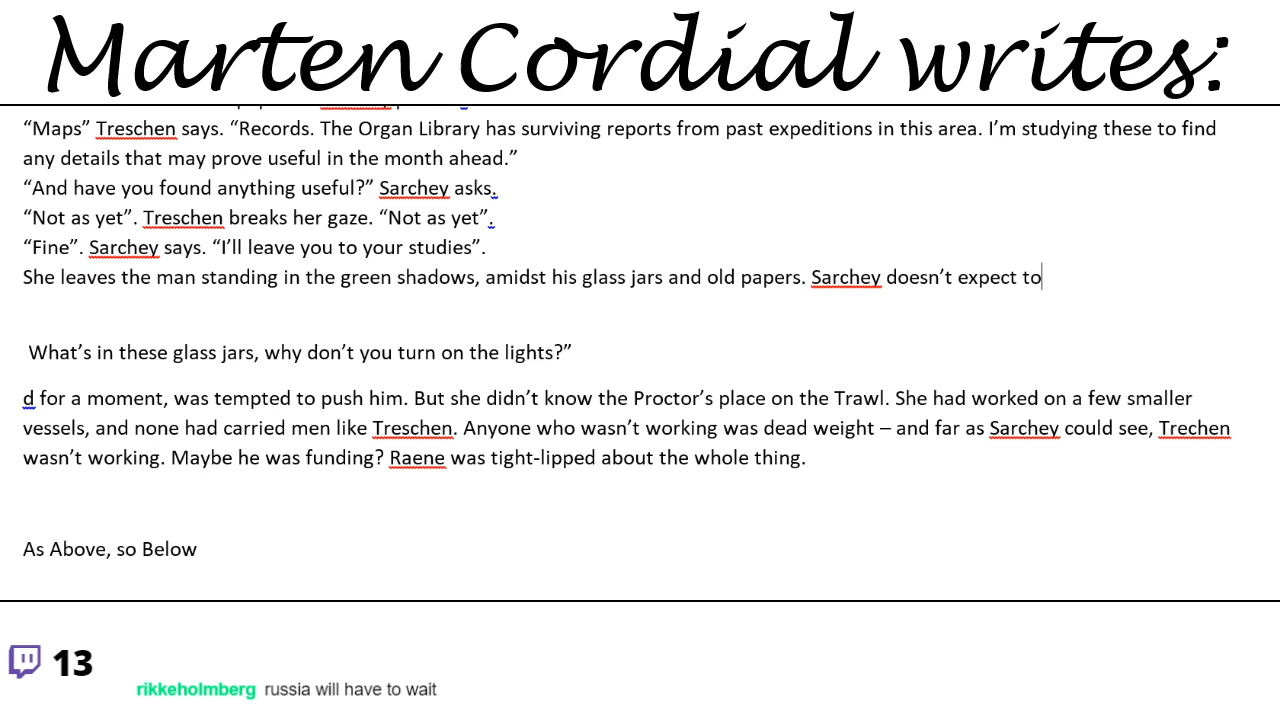 Marten Cordial writes:
“Maps” Treschen says. “Records. The Organ Library has surviving reports from past expeditions in this area. I’m studying these to find
any details that may prove useful in the month ahead.”
“And have you found anything useful?” Sarchey asks.
“Not as yet”. Treschen breaks her gaze. “Not as yet”.
“Fine”. Sarchey says. “I’ll leave you to your studies”.
She leaves the man standing in the green shadows, amidst his glass jars and old papers. Sarchey doesn’t expect to
What’s in these glass jars, why don’t you turn on the lights?”
d for a moment, was tempted to push him. But she didn’t know the Proctor’s place on the Trawl. She had worked on a few smaller
vessels, and none had carried men like Treschen. Anyone who wasn’t working was dead weight – and far as Sarchey could see, Trechen
wasn’t working. Maybe he was funding? Raene was tight-lipped about the whole thing.
As Above, so Below
13
rikkeholmberg russia will have to wait